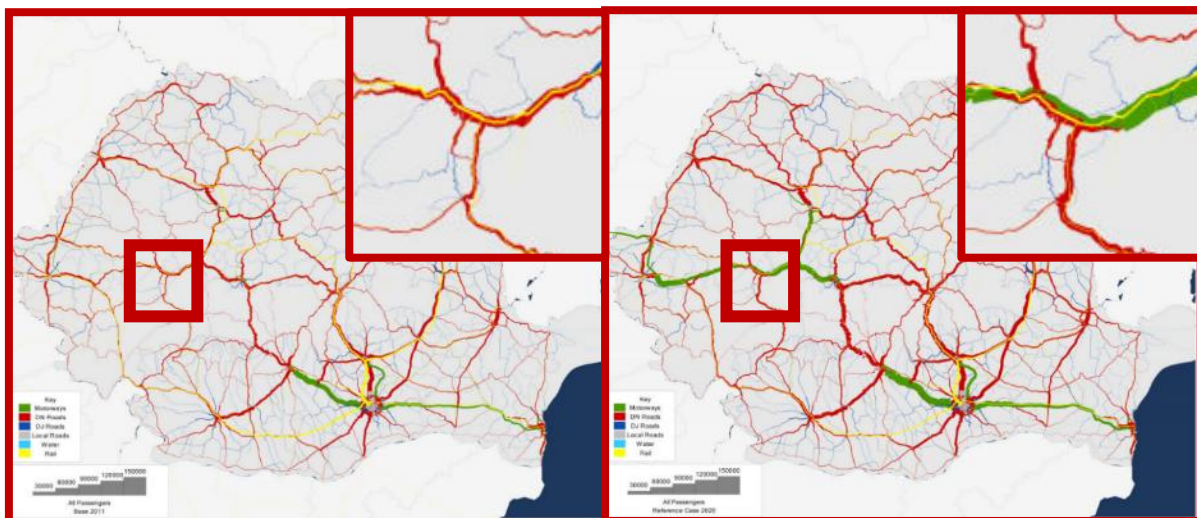 Key
Motorways
DN Roads
DJ Roads
Local Roads
Water
Rail
30000 60000 90000 120000 150000
All Passengers
Base 2011
Key
Motorways
DN Roads
DJ Roads
Local Roads
Water
Rail
30000 60000 90000 120000 150000
All Passengers
Reference Case 2020